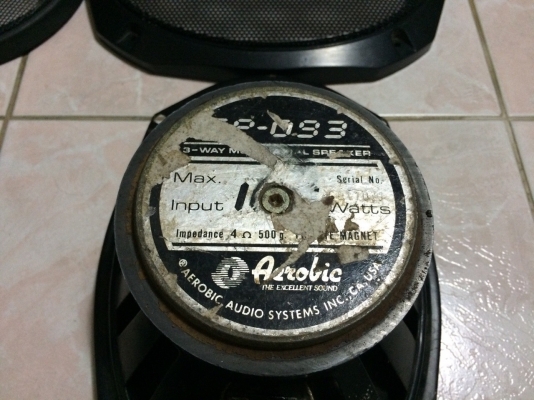 -093
3-WAY SPEAKER
Max. Serial No.
Input Watts
Impedance 4 Ω 500g MAGNET
Aerobic
THE EXCELLENT SOUND
® AEROBIC AUDIO SYSTEMS INC. CA USA